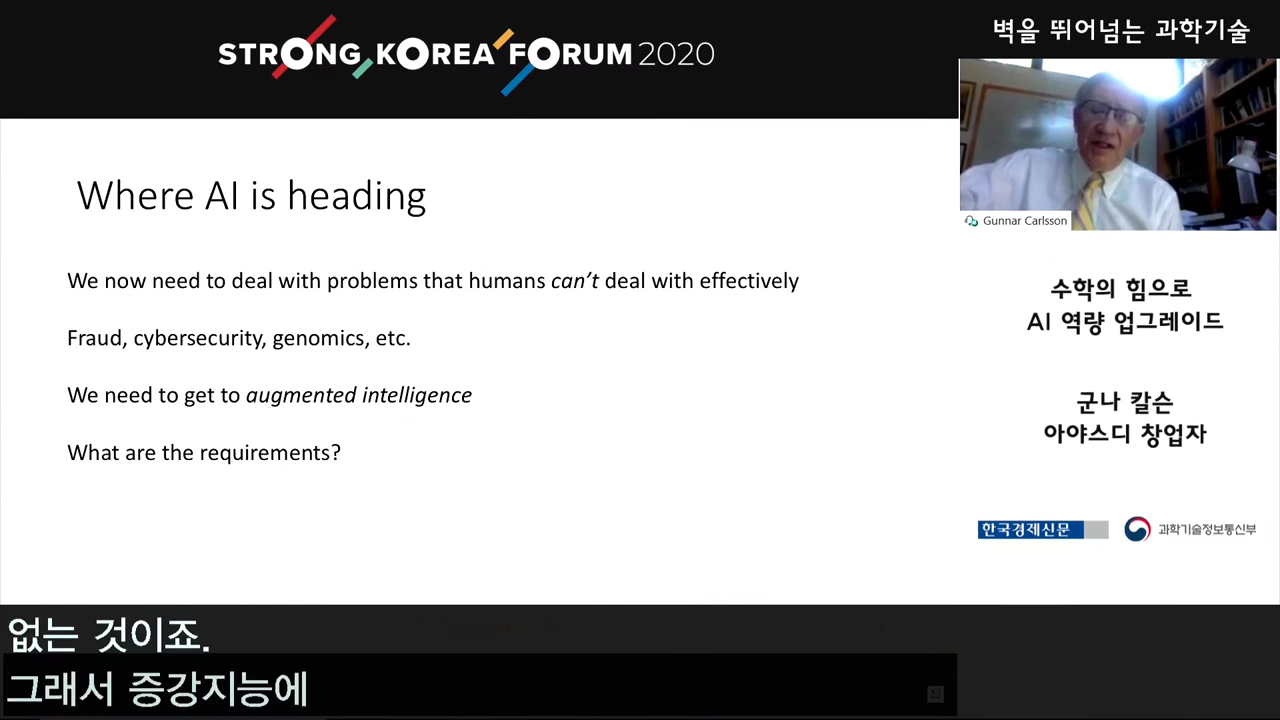 STRONG KOREA FORUM 2020
벽을 뛰어넘는 과학기술
Where AI is heading
We now need to deal with problems that humans can't deal with effectively
Fraud, cybersecurity, genomics, etc.
We need to get to augmented intelligence
What are the requirements?
Gunnar Carlsson
수학의 힘으로
AI 역량 업그레이드
군나 칼슨
아야스디 창업자
한국경제신문
과학기술정보통신부
없는 것이죠.
그래서 증강지능에